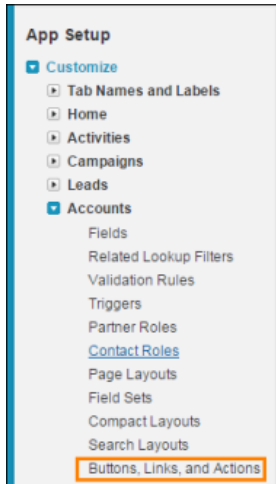 App Setup
Customize
Tab Names and Labels
Home
Activities
Campaigns
Leads
Accounts
Fields
Related Lookup Filters
Validation Rules
Triggers
Partner Roles
Contact Roles
Page Layouts
Field Sets
Compact Layouts
Search Layouts
Buttons, Links, and Actions